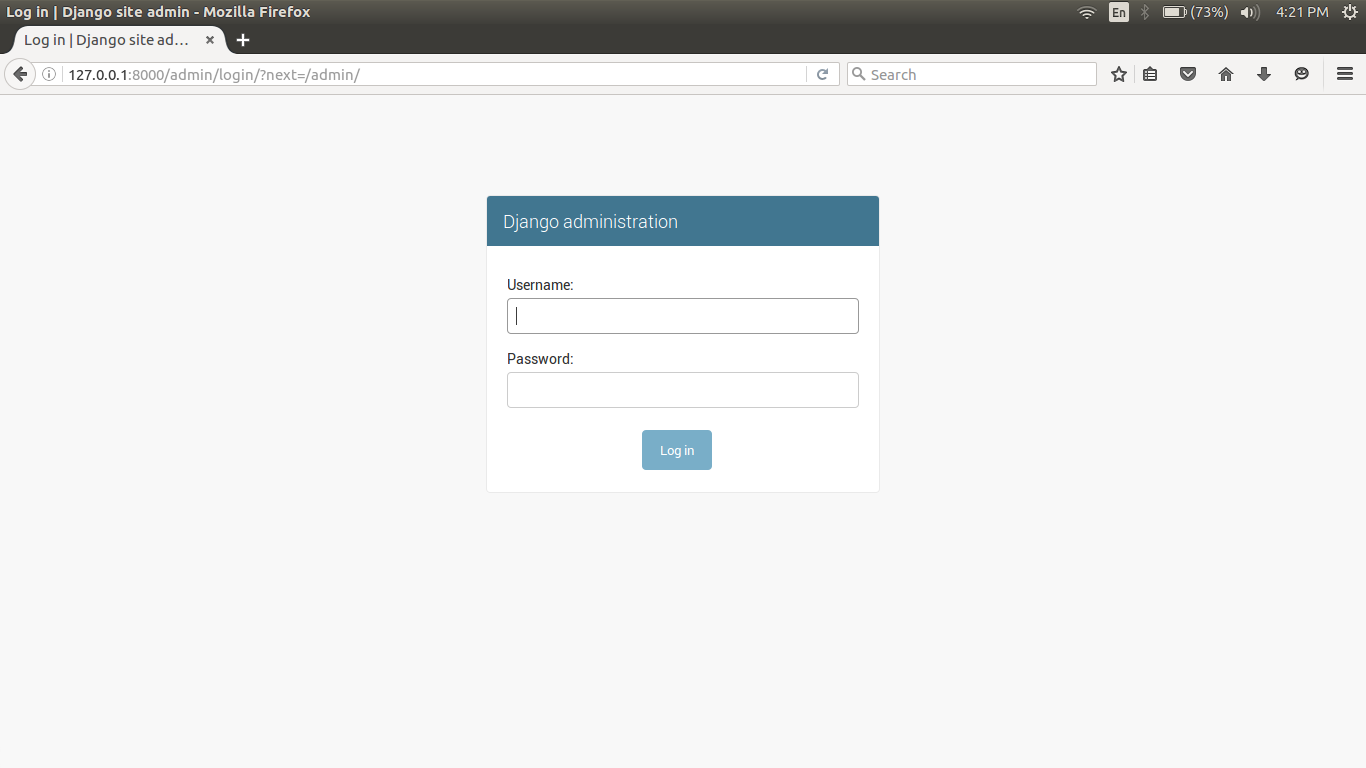 Log in | Django site admin - Mozilla Firefox
En
(73%)
4:21 PM
Log in | Django site ad...
127.0.0.1:8000/admin/login/?next=/admin/
Search
Django administration
Username:
Password:
Log in